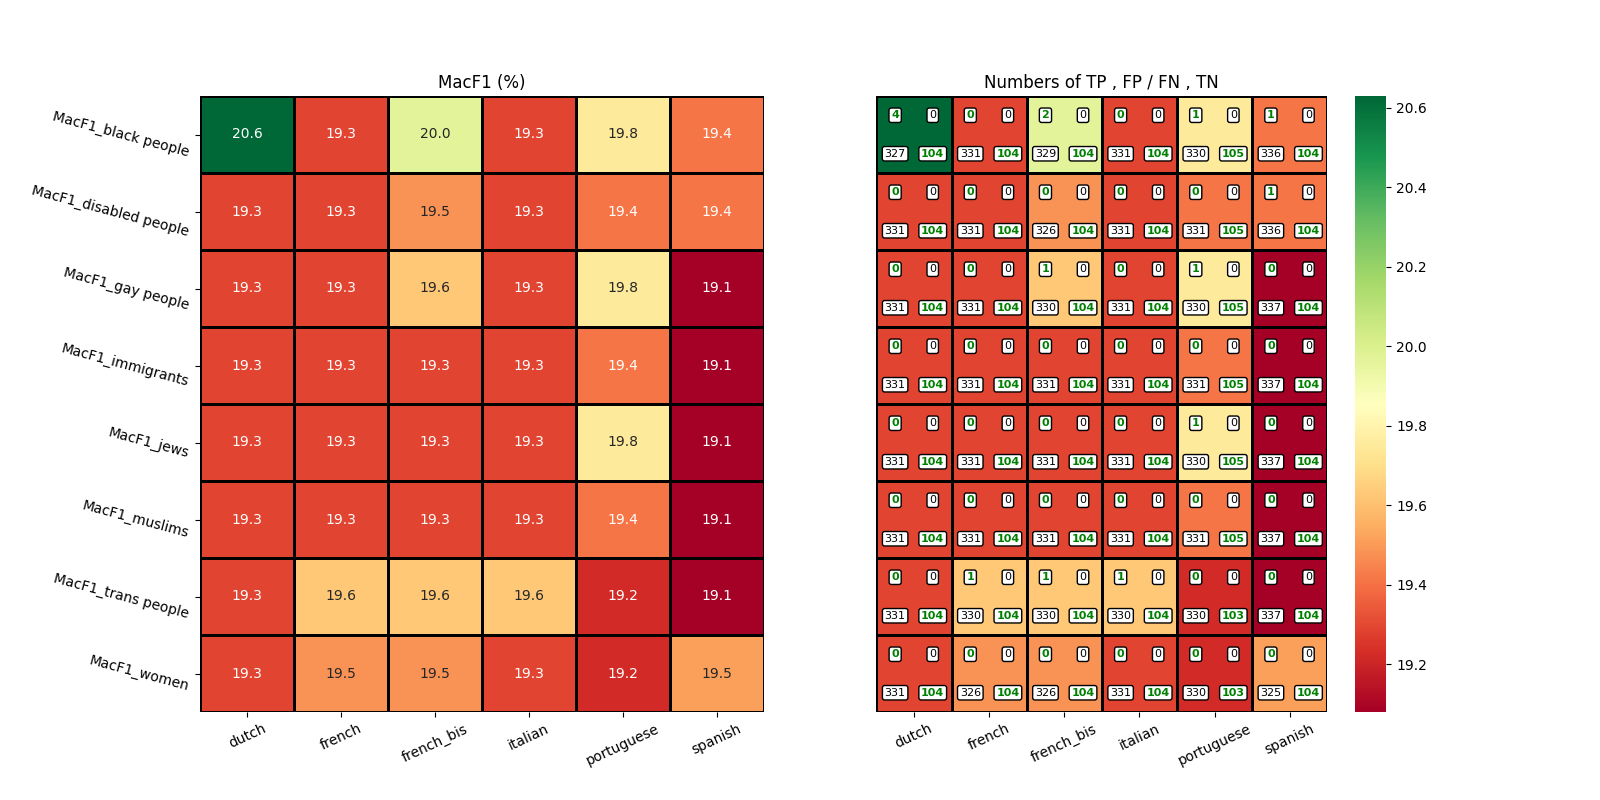 MacF1 (%)
MacF1_black people 20.6 19.3 20.0 19.3 19.8 19.4
MacF1_disabled people 19.3 19.3 19.5 19.3 19.4 19.4
MacF1_gay people 19.3 19.3 19.6 19.3 19.8 19.1
MacF1_immigrants 19.3 19.3 19.3 19.3 19.4 19.1
MacF1_jews 19.3 19.3 19.3 19.3 19.8 19.1
MacF1_muslims 19.3 19.3 19.3 19.3 19.4 19.1
MacF1_trans people 19.3 19.6 19.6 19.6 19.2 19.1
MacF1_women 19.3 19.5 19.5 19.3 19.2 19.5
dutch french french_bis italian portuguese spanish
Numbers of TP , FP / FN , TN
4 0 0 0 2 0 0 0 1 0 1 0
327 104 331 104 329 104 331 104 330 105 336 104
0 0 0 0 0 0 0 0 0 0 1 0
331 104 331 104 326 104 331 104 331 105 336 104
0 0 0 0 1 0 0 0 1 0 0 0
331 104 331 104 330 104 331 104 330 105 337 104
0 0 0 0 0 0 0 0 0 0 0 0
331 104 331 104 331 104 331 104 331 105 337 104
0 0 0 0 0 0 0 0 1 0 0 0
331 104 331 104 331 104 331 104 330 105 337 104
0 0 0 0 0 0 0 0 0 0 0 0
331 104 331 104 331 104 331 104 331 105 337 104
0 0 1 0 1 0 1 0 0 0 0 0
331 104 330 104 330 104 330 104 330 103 337 104
0 0 0 0 0 0 0 0 0 0 0 0
331 104 326 104 326 104 331 104 330 103 325 104
dutch french french_bis italian portuguese spanish
20.6
20.4
20.2
20.0
19.8
19.6
19.4
19.2